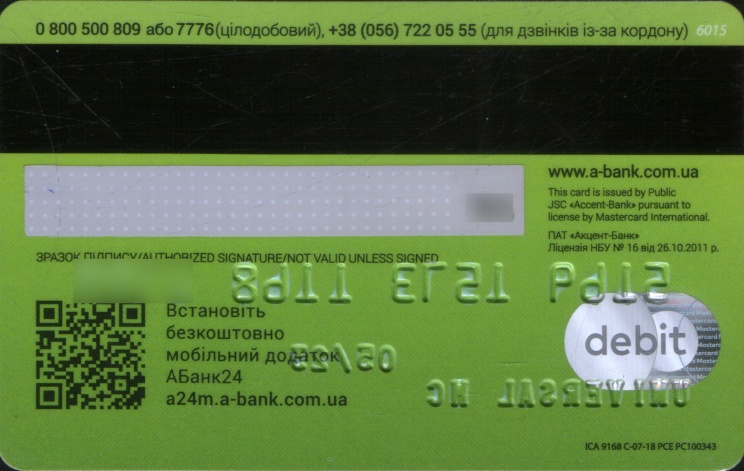 0 800 500 809 або 7776(цілодобовий), +38 (056) 722 05 55 (для дзвінків із-за кордону) 6015
www.a-bank.com.ua
This card is issued by Public
JSC «Accent-Bank» pursuant to
license by Mastercard International.
ПАТ «Акцент-Банк»
Ліцензія НБУ № 16 від 26.10.2011 р.
ЗРАЗОК ПІДПИСУ/AUTHORIZED SIGNATURE/NOT VALID UNLESS SIGNED
Встановіть
безкоштовно
мобільний додаток
АБанк24
a24m.a-bank.com.ua
debit
UNIVERSAL MC
ICA 9168 C-07-18 PCE PC100343